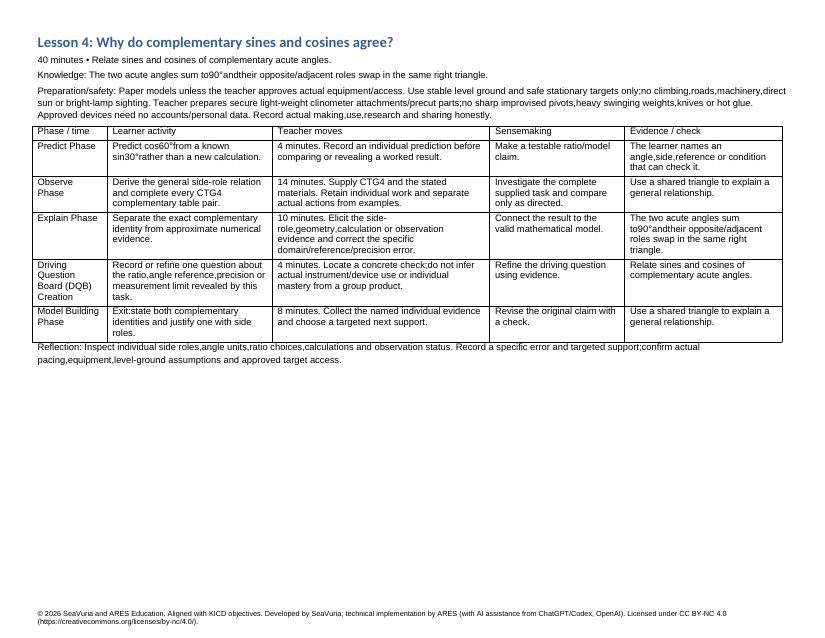 Lesson 4: Why do complementary sines and cosines agree?
40 minutes • Relate sines and cosines of complementary acute angles.
Knowledge: The two acute angles sum to90°andtheir opposite/adjacent roles swap in the same right triangle.
Preparation/safety: Paper models unless the teacher approves actual equipment/access. Use stable level ground and safe stationary targets only;no climbing,roads,machinery,direct
sun or bright-lamp sighting. Teacher prepares secure light-weight clinometer attachments/precut parts;no sharp improvised pivots,heavy swinging weights,knives or hot glue.
Approved devices need no accounts/personal data. Record actual making,use,research and sharing honestly.
Phase / time
Learner activity
Teacher moves
Sensemaking
Evidence / check
Predict Phase
Predict cos60°from a known
sin30°rather than a new calculation.
4 minutes. Record an individual prediction before
comparing or revealing a worked result.
Make a testable ratio/model
claim.
The learner names an
angle,side,reference or condition
that can check it.
Observe
Phase
Derive the general side-role relation
and complete every CTG4
complementary table pair.
14 minutes. Supply CTG4 and the stated
materials. Retain individual work and separate
actual actions from examples.
Investigate the complete
supplied task and compare
only as directed.
Use a shared triangle to explain a
general relationship.
Explain Phase
Separate the exact complementary
identity from approximate numerical
evidence.
10 minutes. Elicit the side-
role,geometry,calculation or observation
evidence and correct the specific
domain/reference/precision error.
Connect the result to the
valid mathematical model.
The two acute angles sum
to90°andtheir opposite/adjacent
roles swap in the same right
triangle.
Driving
Question
Board (DQB)
Creation
Record or refine one question about
the ratio,angle reference,precision or
measurement limit revealed by this
task.
4 minutes. Locate a concrete check;do not infer
actual instrument/device use or individual
mastery from a group product.
Refine the driving question
using evidence.
Relate sines and cosines of
complementary acute angles.
Model Building
Phase
Exit:state both complementary
identities and justify one with side
roles.
8 minutes. Collect the named individual evidence
and choose a targeted next support.
Revise the original claim with
a check.
Use a shared triangle to explain a
general relationship.
Reflection: Inspect individual side roles,angle units,ratio choices,calculations and observation status. Record a specific error and targeted support;confirm actual
pacing,equipment,level-ground assumptions and approved target access.
© 2026 SeaVuria and ARES Education. Aligned with KICD objectives. Developed by SeaVuria; technical implementation by ARES (with AI assistance from ChatGPT/Codex, OpenAI). Licensed under CC BY-NC 4.0
(https://creativecommons.org/licenses/by-nc/4.0/).